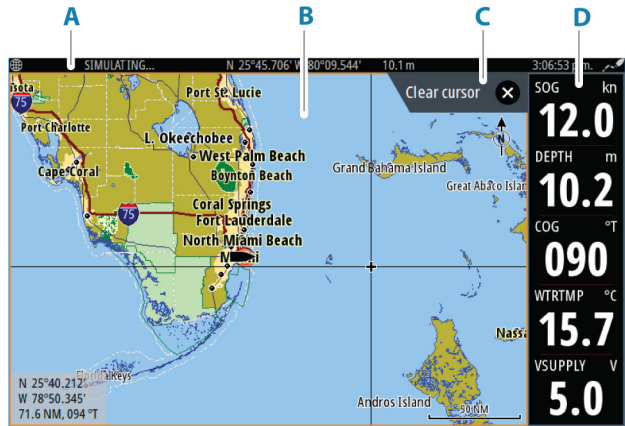 A B C D
SIMULATING... N 25°45.706' W 80°09.544' 10.1 m 3:06:53 p.m.
Clear cursor
SOG kn
12.0
DEPTH m
10.2
COG °T
090
WTRTMP °C
15.7
VSUPPLY V
5.0
75
Port St. Lucie
Port Charlotte
L. Okeechobee
West Palm Beach
Cape Coral
Boynton Beach
Grand Bahama Island
N
Great Abaco Islan
Coral Springs
75
Fort Lauderdale
North Miami Beach
Nassa
Florida Keys
N 25°40.212'
W 78°50.345'
71.6 NM, 094 °T
Andros Island
50 NM